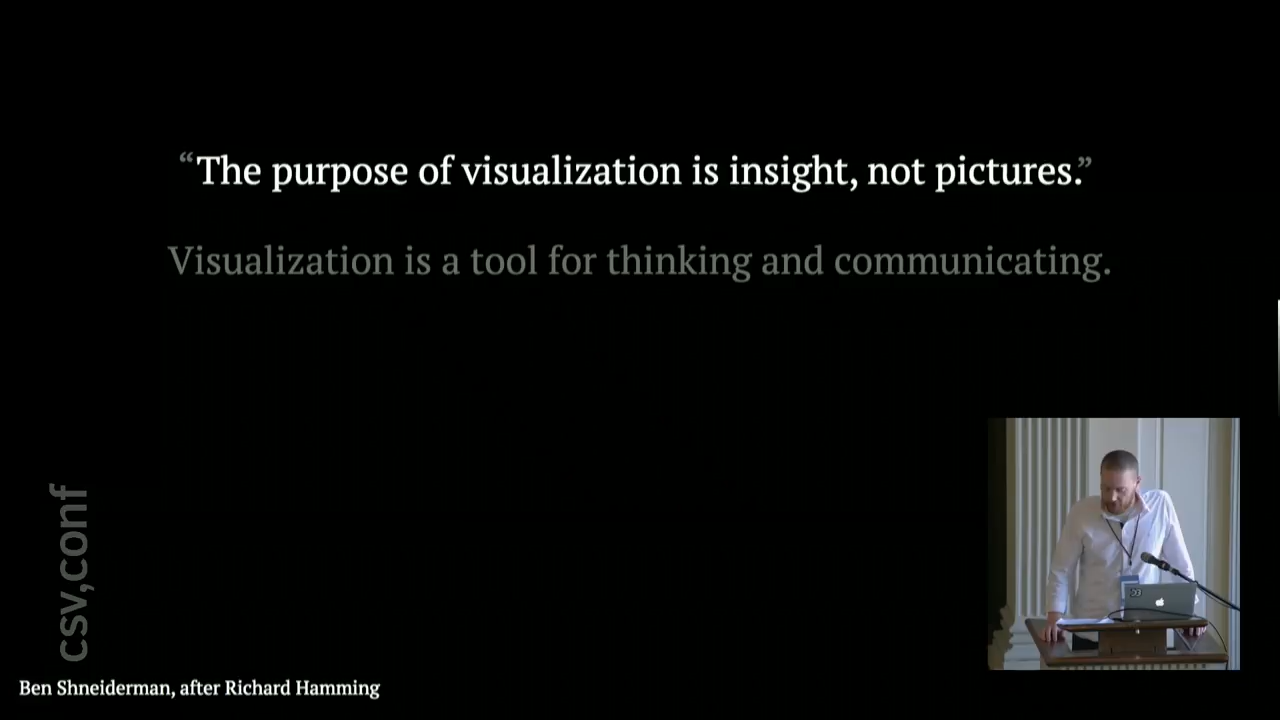 “The purpose of visualization is insight, not pictures.”
Visualization is a tool for thinking and communicating.
csv,conf
Ben Shneiderman, after Richard Hamming